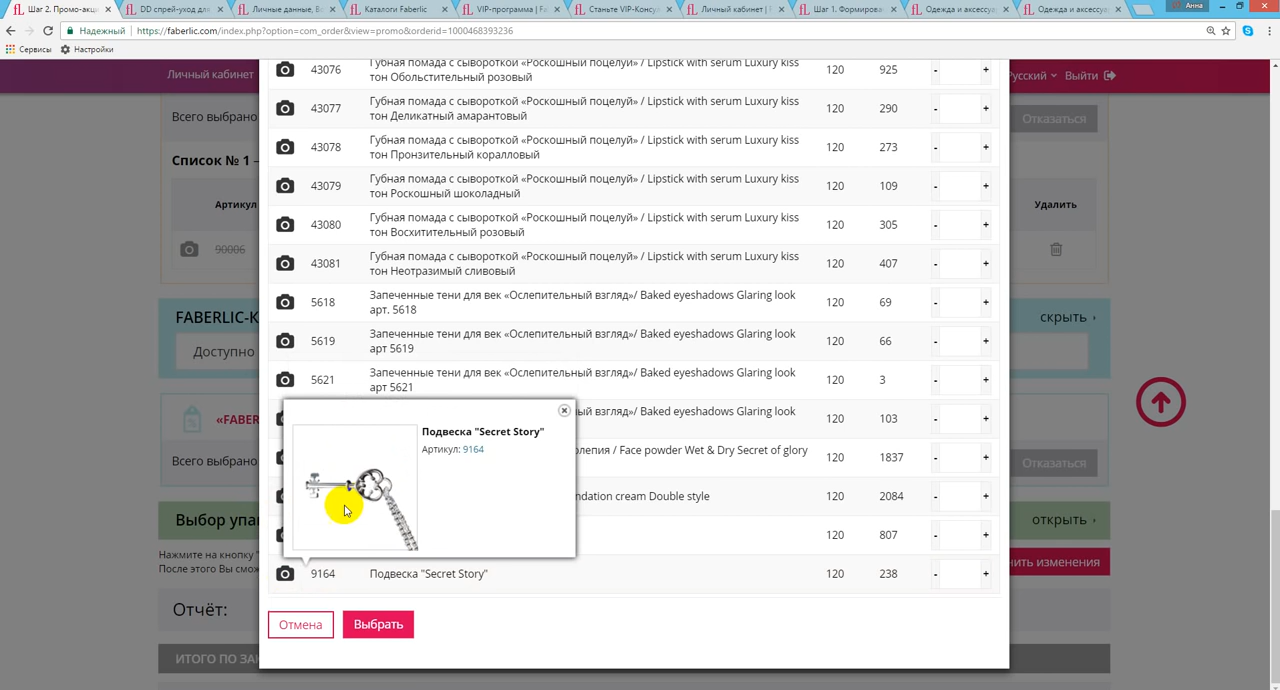 Шаг 2. Промо-акц
DD спрей-уход для
Личные данные, В
Каталоги Faberlic
VIP-программа | Fa
Станьте VIP-Консу
Личный кабинет | F
Шаг 1. Формирова
Одежда и аксессуа
Одежда и аксессуа
Анна
Надежный
https://faberlic.com/index.php?option=com_order&view=promo&orderid=1000468393236
Сервисы
Настройки
Личный кабинет
Русский
Выйти
Всего выбрано
Отказаться
Список № 1 –
Артикул
Удалить
90006
FABERLIC-К
скрыть ›
Доступно
«FABER
Всего выбрано
Отказаться
Выбор упа
открыть ›
Нажмите на кнопку "
После этого Вы смож
нить изменения
Отчёт:
ИТОГО ПО ЗАК
43076 Губная помада с сывороткой «Роскошный поцелуй» / Lipstick with serum Luxury kiss 120 925 - +
тон Обольстительный розовый
43077 Губная помада с сывороткой «Роскошный поцелуй» / Lipstick with serum Luxury kiss 120 290 - +
тон Деликатный амарантовый
43078 Губная помада с сывороткой «Роскошный поцелуй» / Lipstick with serum Luxury kiss 120 273 - +
тон Пронзительный коралловый
43079 Губная помада с сывороткой «Роскошный поцелуй» / Lipstick with serum Luxury kiss 120 109 - +
тон Роскошный шоколадный
43080 Губная помада с сывороткой «Роскошный поцелуй» / Lipstick with serum Luxury kiss 120 305 - +
тон Восхитительный розовый
43081 Губная помада с сывороткой «Роскошный поцелуй» / Lipstick with serum Luxury kiss 120 407 - +
тон Неотразимый сливовый
5618 Запеченные тени для век «Ослепительный взгляд»/ Baked eyeshadows Glaring look 120 69 - +
арт. 5618
5619 Запеченные тени для век «Ослепительный взгляд»/ Baked eyeshadows Glaring look 120 66 - +
арт 5619
5621 Запеченные тени для век «Ослепительный взгляд»/ Baked eyeshadows Glaring look 120 3 - +
арт 5621
ный взгляд»/ Baked eyeshadows Glaring look 120 103 - +
олепия / Face powder Wet & Dry Secret of glory 120 1837 - +
ndation cream Double style 120 2084 - +
120 807 - +
Подвеска "Secret Story"
Артикул: 9164
9164 Подвеска "Secret Story" 120 238 - +
Отмена
Выбрать